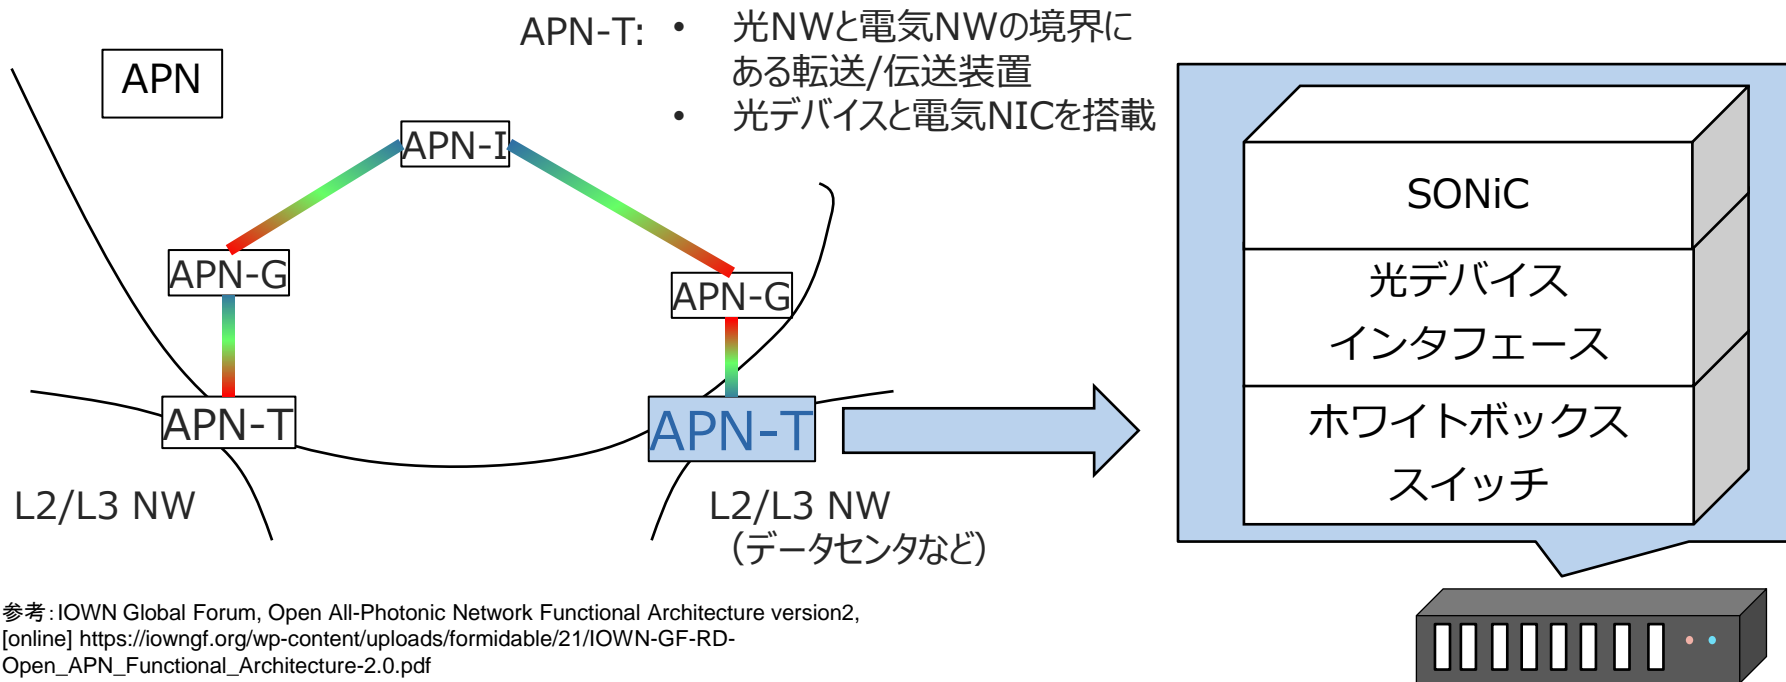 APN-T: • 光NWと電気NWの境界に
ある転送/伝送装置
• 光デバイスと電気NICを搭載
APN
APN-I
APN-G
APN-G
APN-T
APN-T
L2/L3 NW
L2/L3 NW
(データセンタなど)
SONiC
光デバイス
インタフェース
ホワイトボックス
スイッチ
参考：IOWN Global Forum, Open All-Photonic Network Functional Architecture version2,
[online] https://iowngf.org/wp-content/uploads/formidable/21/IOWN-GF-RD-
Open_APN_Functional_Architecture-2.0.pdf